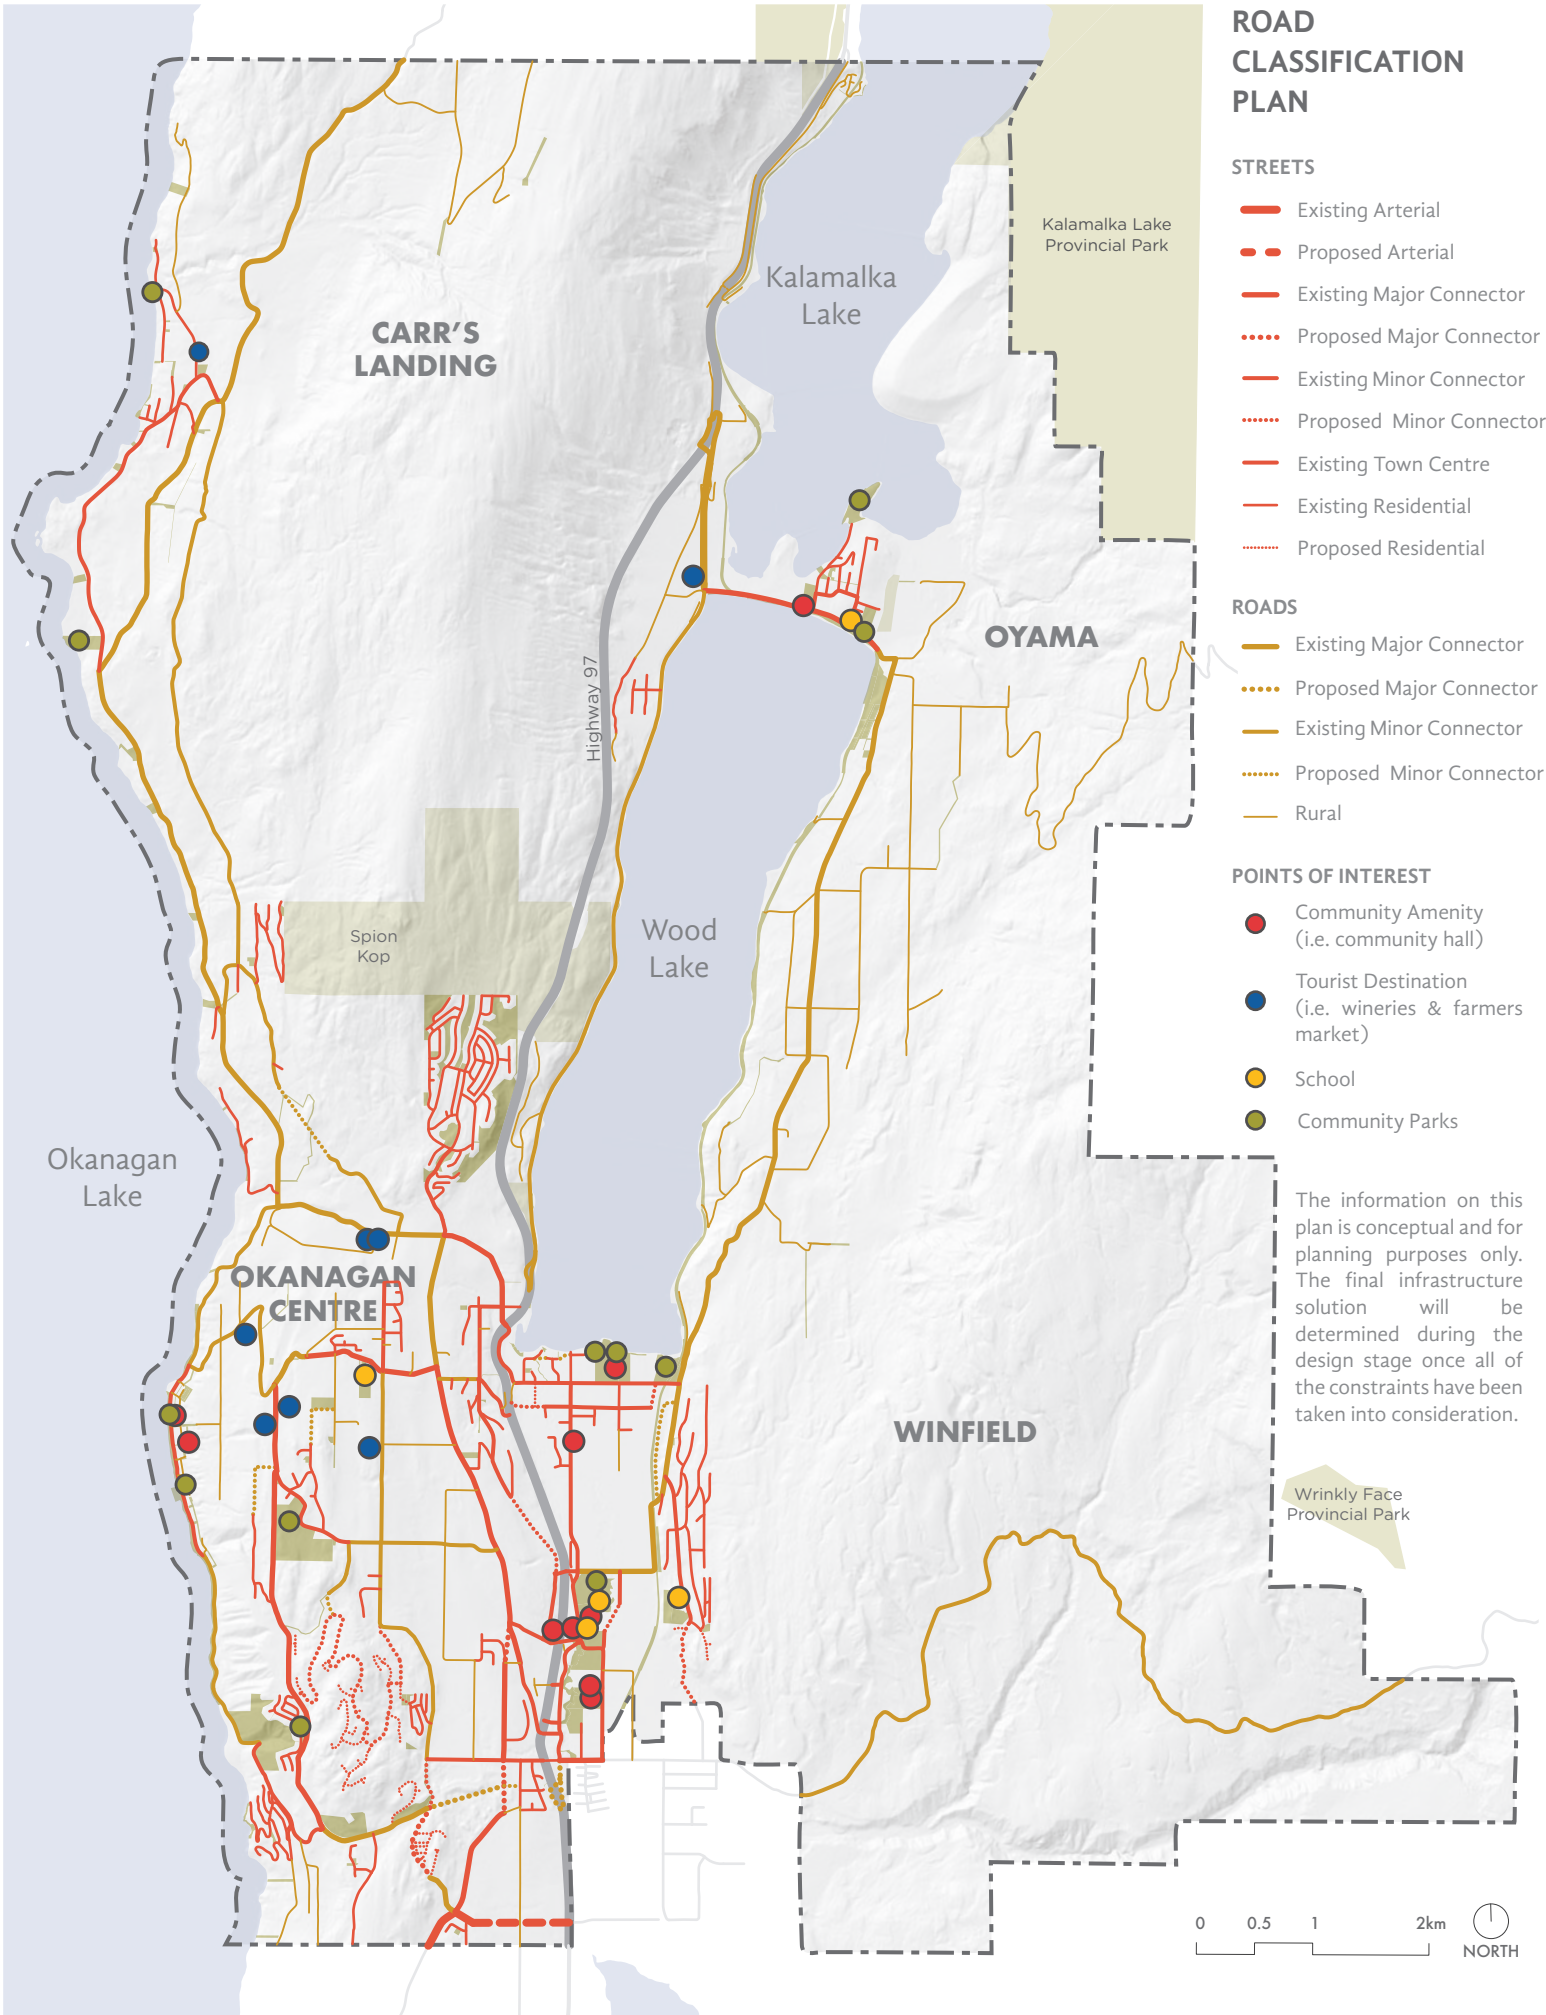 ROAD
CLASSIFICATION
PLAN
STREETS
Existing Arterial
Proposed Arterial
Existing Major Connector
Proposed Major Connector
Existing Minor Connector
Proposed Minor Connector
Existing Town Centre
Existing Residential
Proposed Residential
ROADS
Existing Major Connector
Proposed Major Connector
Existing Minor Connector
Proposed Minor Connector
Rural
POINTS OF INTEREST
Community Amenity
(i.e. community hall)
Tourist Destination
(i.e. wineries & farmers
market)
School
Community Parks
The information on this
plan is conceptual and for
planning purposes only.
The final infrastructure
solution will be
determined during the
design stage once all of
the constraints have been
taken into consideration.
Kalamalka Lake
Provincial Park
Kalamalka
Lake
CARR'S
LANDING
OYAMA
Highway 97
Spion
Kop
Wood
Lake
Okanagan
Lake
OKANAGAN
CENTRE
WINFIELD
Wrinkly Face
Provincial Park
0 0.5 1 2km
NORTH